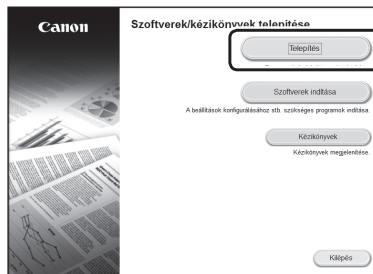 Canon
Szoftverek/kézikönyvek telepítése
Telepítés
Szoftverek indítása
A beállítások konfigurálásához stb. szükséges programok indítása.
Kézikönyvek
Kézikönyvek megjelenítése.
Kilépés